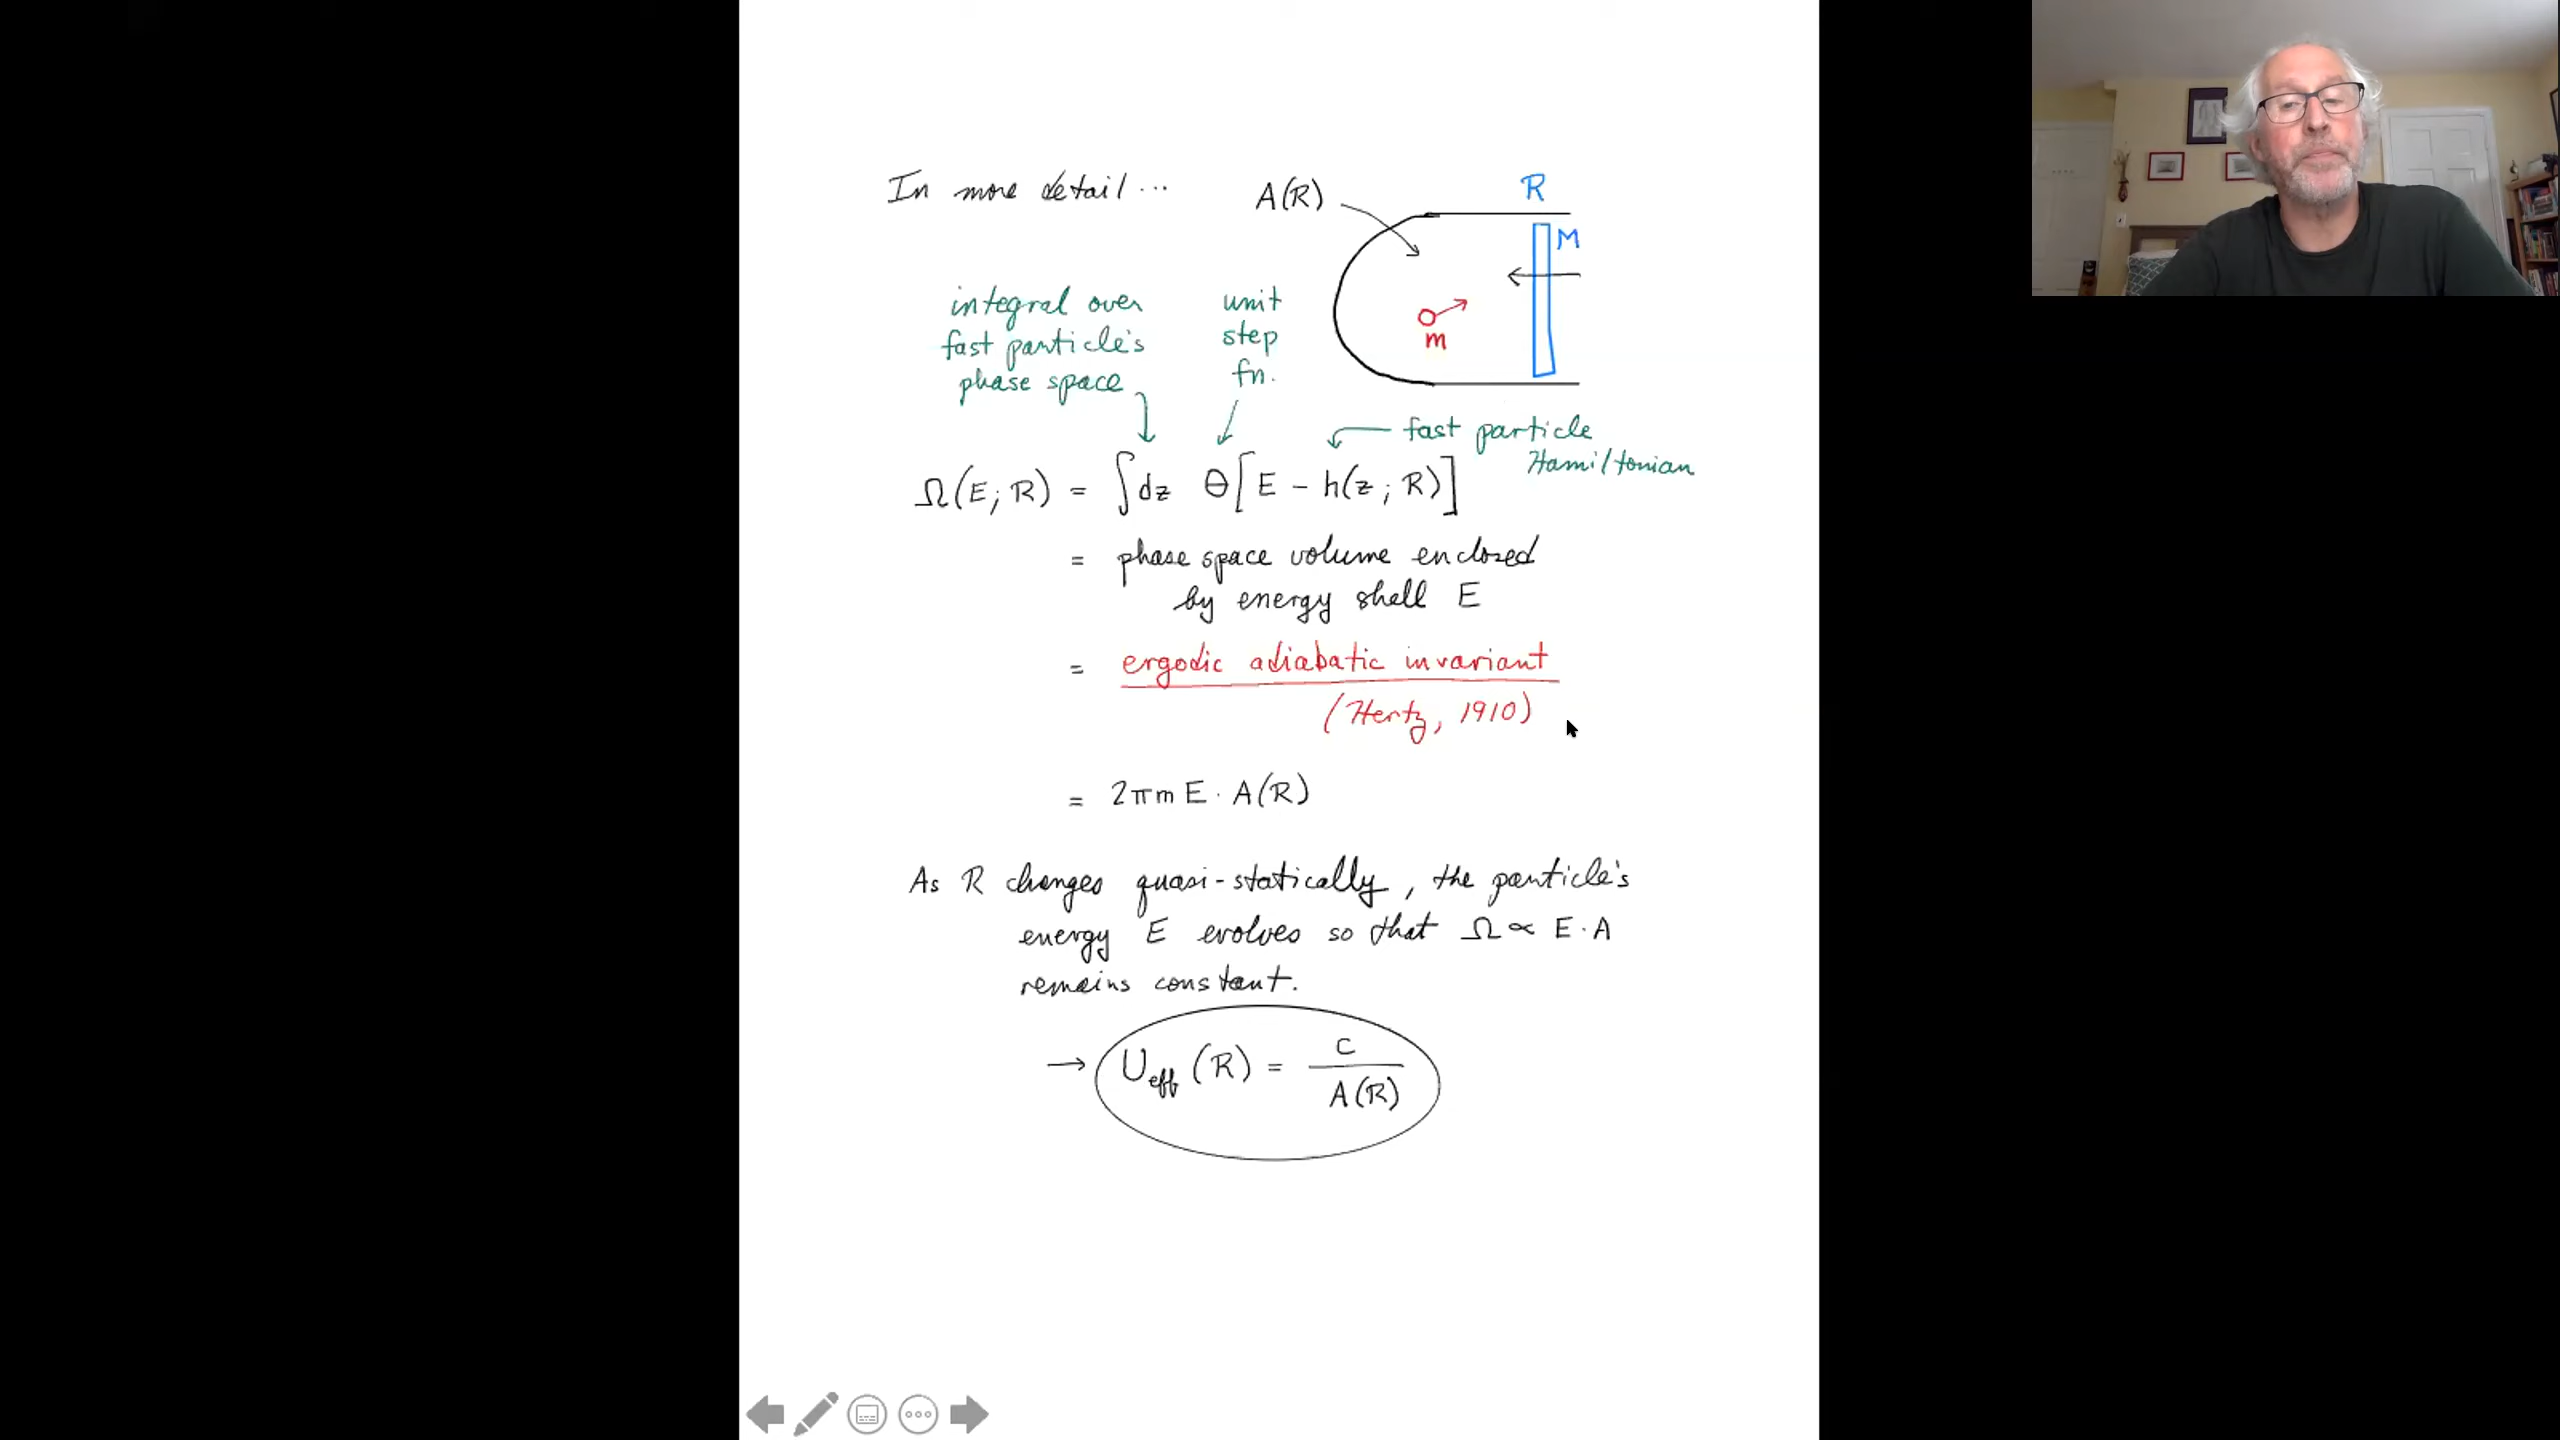 In more detail...
A(R)
R
M
m
integral over
fast particle's
phase space
unit
step
fn.
fast particle
Hamiltonian
Ω(E; R) = ∫dz θ[E - h(z; R)]
= phase space volume enclosed
by energy shell E
= ergodic adiabatic invariant
(Hertz, 1910)
= 2πm E · A(R)
As R changes quasi-statically, the particle's
energy E evolves so that Ω ∝ E · A
remains constant.
→ U_eff (R) = c / A(R)